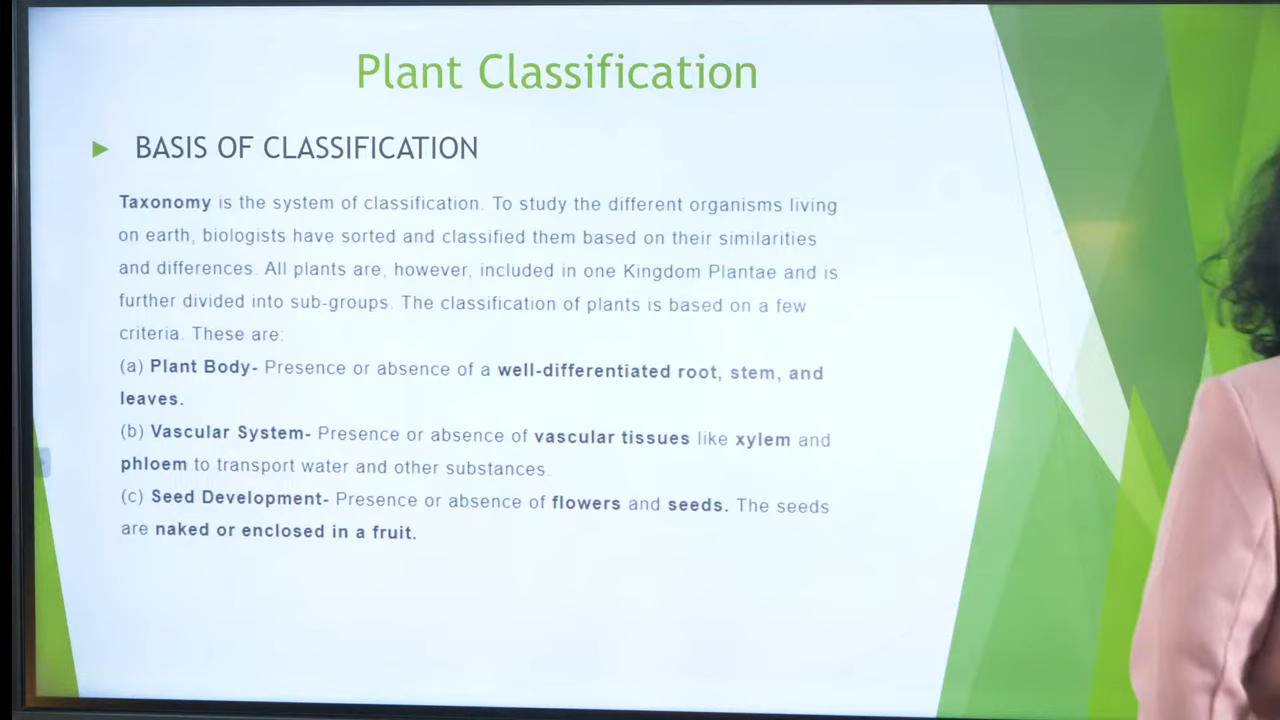 Plant Classification
BASIS OF CLASSIFICATION
Taxonomy is the system of classification. To study the different organisms living
on earth, biologists have sorted and classified them based on their similarities
and differences. All plants are, however, included in one Kingdom Plantae and is
further divided into sub-groups. The classification of plants is based on a few
criteria. These are:
(a) Plant Body- Presence or absence of a well-differentiated root, stem, and
leaves.
(b) Vascular System- Presence or absence of vascular tissues like xylem and
phloem to transport water and other substances.
(c) Seed Development- Presence or absence of flowers and seeds. The seeds
are naked or enclosed in a fruit.